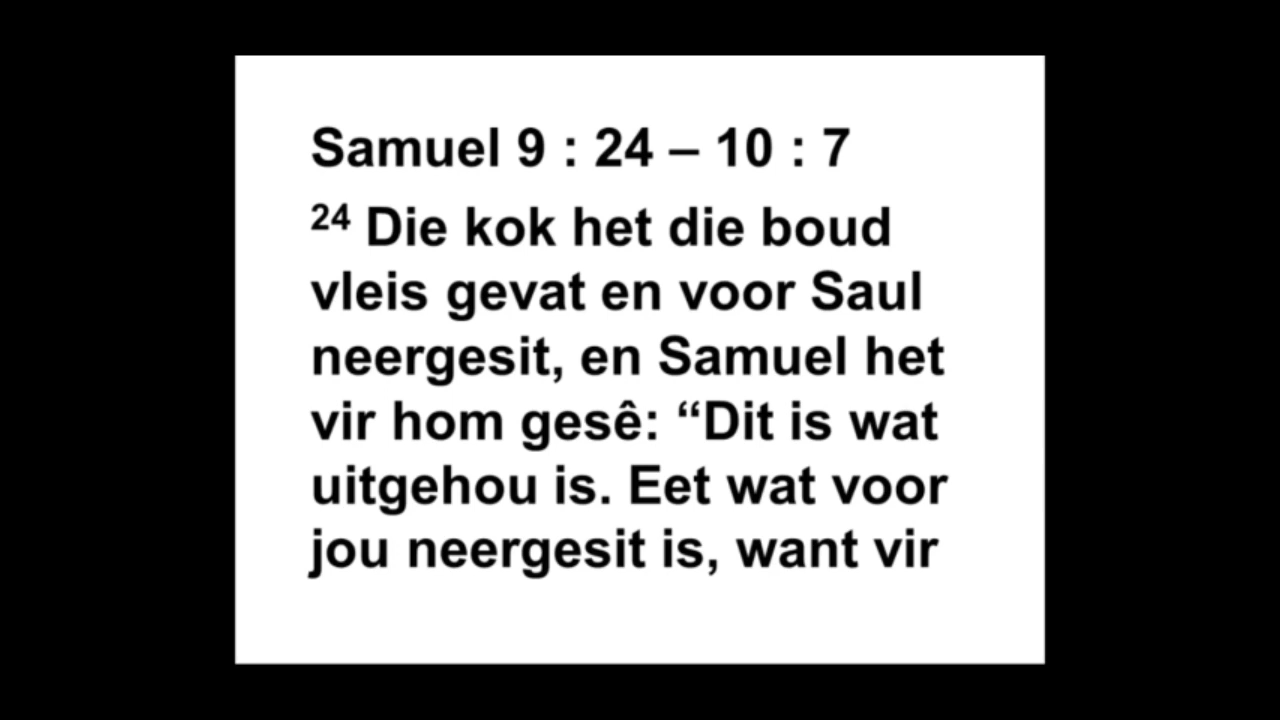 Samuel 9 : 24 – 10 : 7
24 Die kok het die boud
vleis gevat en voor Saul
neergesit, en Samuel het
vir hom gesê: “Dit is wat
uitgehou is. Eet wat voor
jou neergesit is, want vir